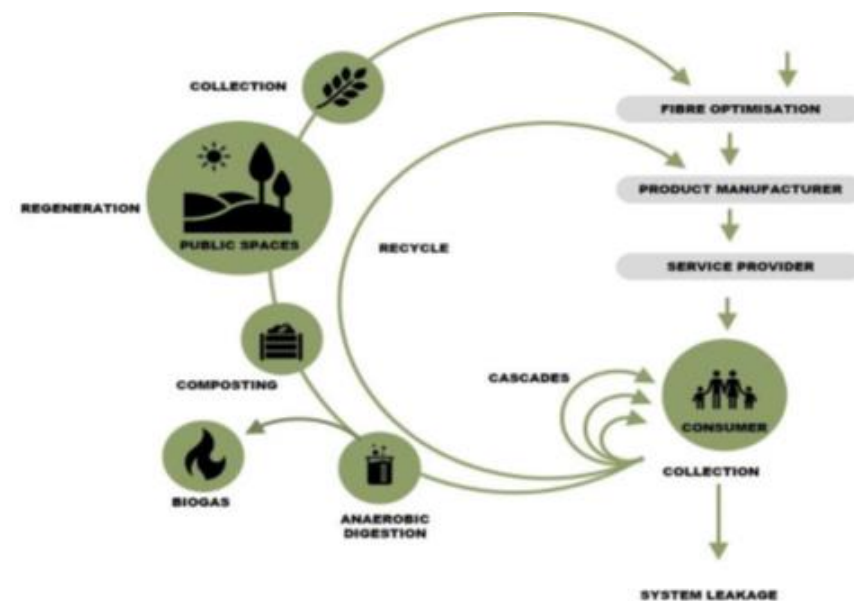 COLLECTION
FIBRE OPTIMISATION
PRODUCT MANUFACTURER
REGENERATION
PUBLIC SPACES
RECYCLE
SERVICE PROVIDER
COMPOSTING
CASCADES
CONSUMER
COLLECTION
BIOGAS
ANAEROBIC
DIGESTION
SYSTEM LEAKAGE